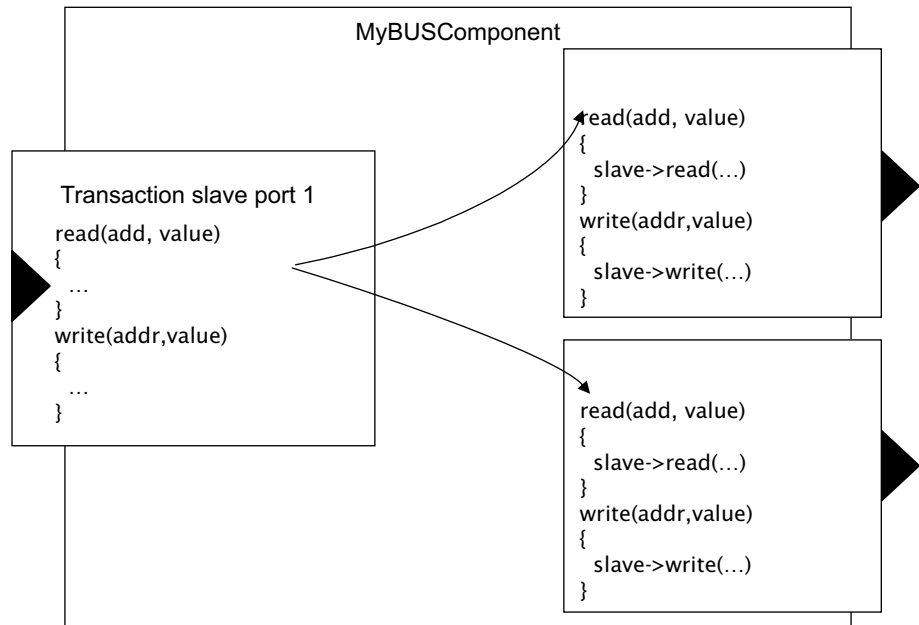 MyBUSComponent
Transaction slave port 1
read(add, value)
{
…
}
write(addr,value)
{
…
}
read(add, value)
{
slave->read(…)
}
write(addr,value)
{
slave->write(…)
}
read(add, value)
{
slave->read(…)
}
write(addr,value)
{
slave->write(…)
}